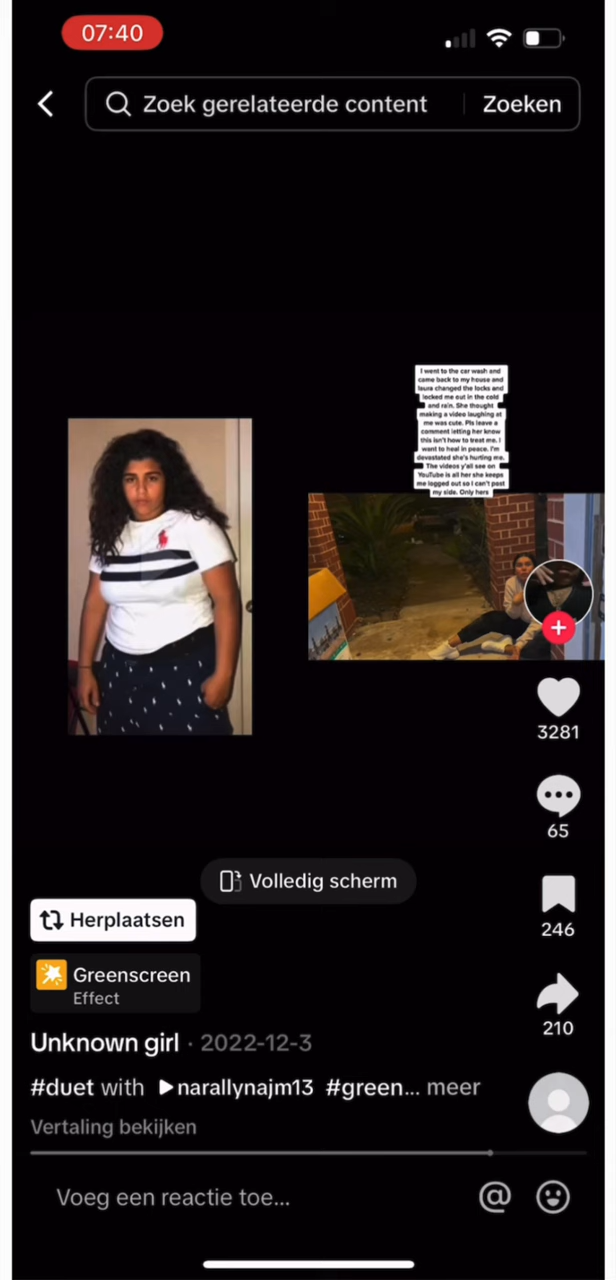 07:40
Zoek gerelateerde content
Zoeken
I went to the car wash and
came back to my house and
laura changed the locks and
locked me out in the cold
and rain. She thought
making a video laughing at
me was cute. Pls leave a
comment letting her know
this isn't how to treat me. I
want to heal in peace. I'm
devastated she's hurting me.
The videos y'all see on
YouTube is all her she keeps
me logged out so I can't post
my side. Only hers
3281
65
Volledig scherm
246
Herplaatsen
Greenscreen
Effect
210
Unknown girl · 2022-12-3
#duet with narallynajm13 #green... meer
Vertaling bekijken
Voeg een reactie toe...